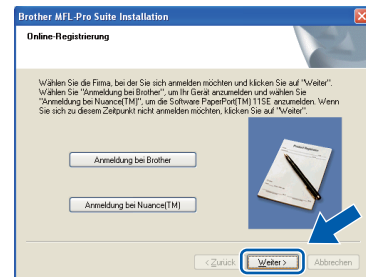 Brother MFL-Pro Suite Installation
Online-Registrierung
Wählen Sie die Firma, bei der Sie sich anmelden möchten und klicken Sie auf "Weiter".
Wählen Sie "Anmeldung bei Brother", um Ihr Gerät anzumelden und wählen Sie
"Anmeldung bei Nuance(TM)", um die Software PaperPort(TM) 11SE anzumelden. Wenn
Sie sich zu diesem Zeitpunkt nicht anmelden möchten, klicken Sie auf "Weiter".
Anmeldung bei Brother
Anmeldung bei Nuance(TM)
< Zurück Weiter > Abbrechen